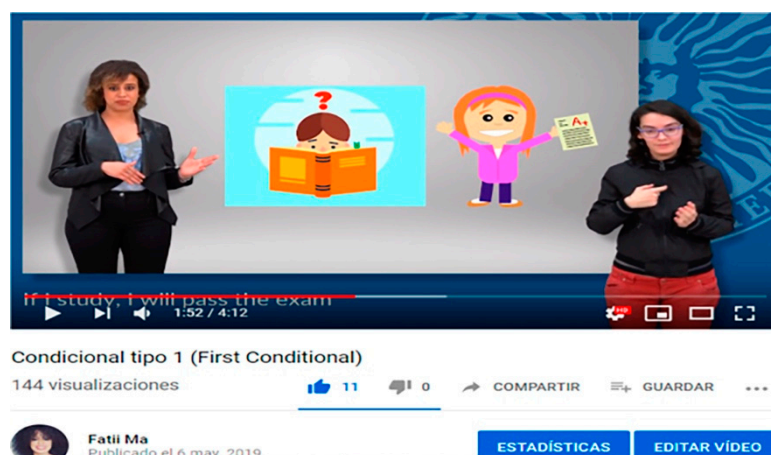 ?
A+
If I study, I will pass the exam
1:52 / 4:12
HD
Condicional tipo 1 (First Conditional)
144 visualizaciones
11
0
COMPARTIR
GUARDAR
Fatii Ma
Publicado el 6 may. 2019
ESTADÍSTICAS
EDITAR VÍDEO